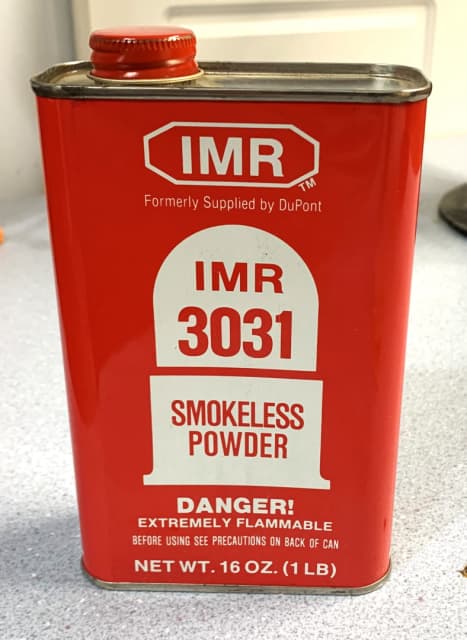 IMR
TM
Formerly Supplied by DuPont
IMR
3031
SMOKELESS
POWDER
DANGER!
EXTREMELY FLAMMABLE
BEFORE USING SEE PRECAUTIONS ON BACK OF CAN
NET WT. 16 OZ. (1 LB)